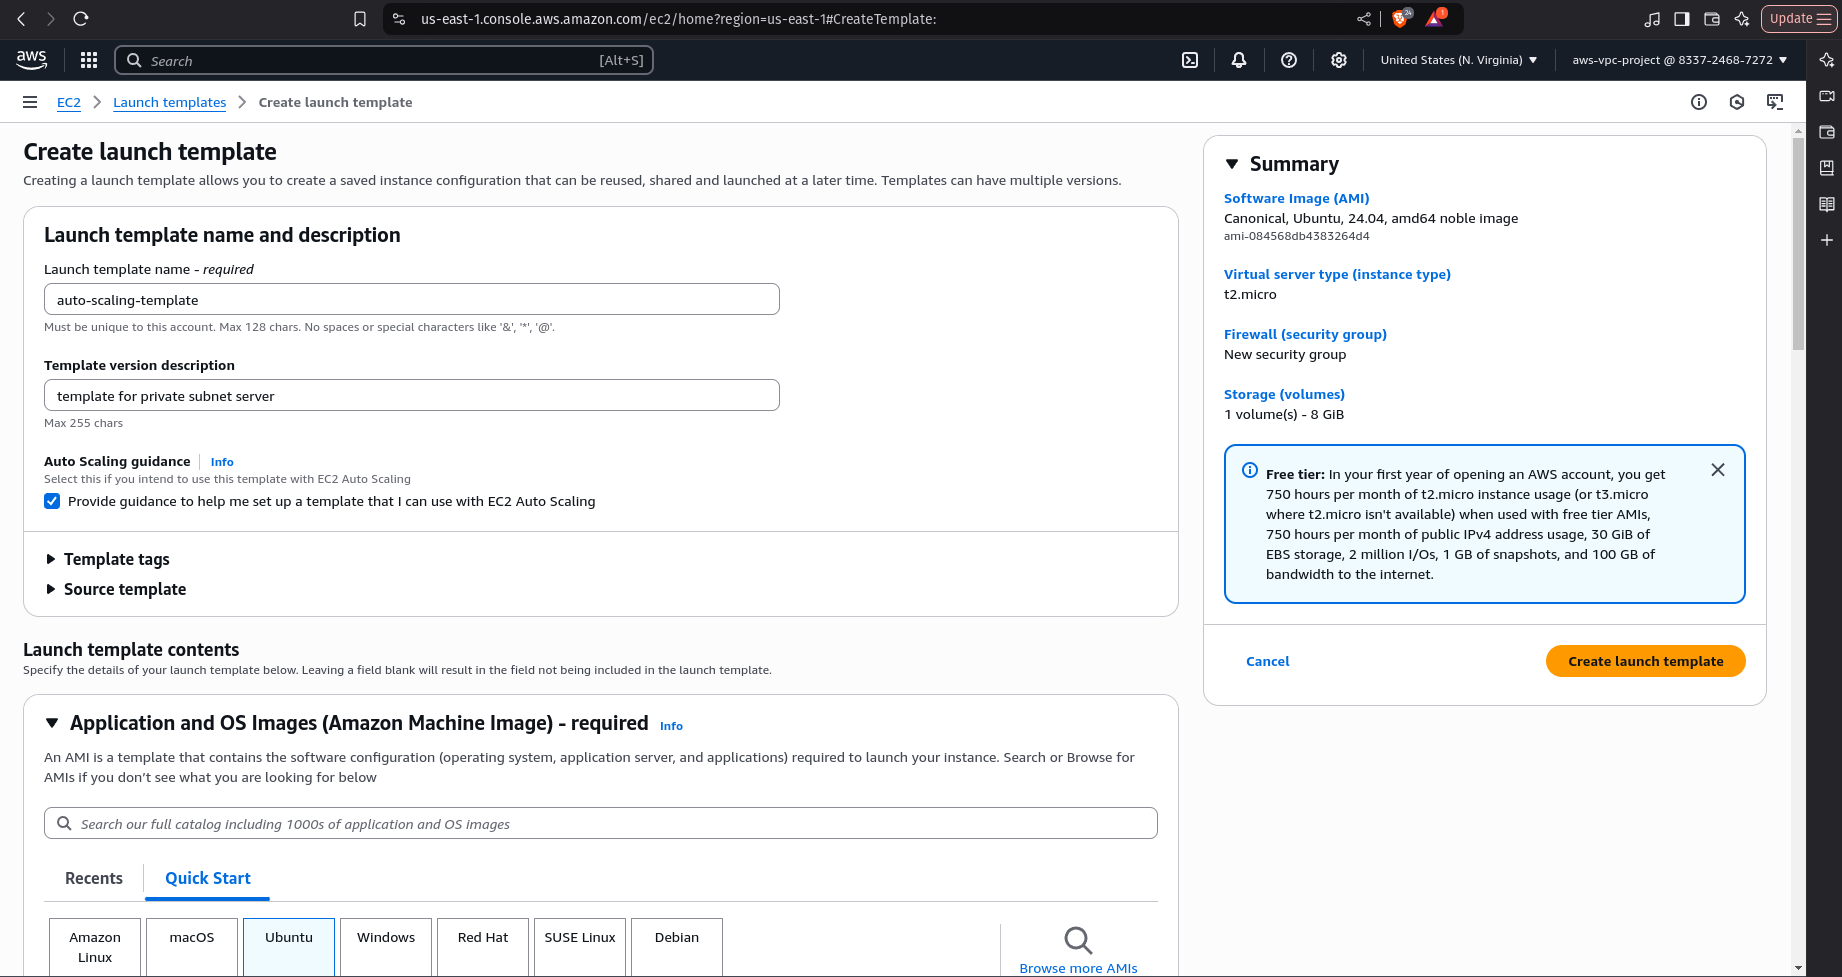 us-east-1.console.aws.amazon.com/ec2/home?region=us-east-1#CreateTemplate:
24
1
Update
aws
Search
[Alt+S]
United States (N. Virginia)
aws-vpc-project @ 8337-2468-7272
EC2
Launch templates
Create launch template
Create launch template
Creating a launch template allows you to create a saved instance configuration that can be reused, shared and launched at a later time. Templates can have multiple versions.
Launch template name and description
Launch template name - required
auto-scaling-template
Must be unique to this account. Max 128 chars. No spaces or special characters like '&', '*', '@'.
Template version description
template for private subnet server
Max 255 chars
Auto Scaling guidance
Info
Select this if you intend to use this template with EC2 Auto Scaling
Provide guidance to help me set up a template that I can use with EC2 Auto Scaling
Template tags
Source template
Launch template contents
Specify the details of your launch template below. Leaving a field blank will result in the field not being included in the launch template.
Application and OS Images (Amazon Machine Image) - required
Info
An AMI is a template that contains the software configuration (operating system, application server, and applications) required to launch your instance. Search or Browse for
AMIs if you don’t see what you are looking for below
Search our full catalog including 1000s of application and OS images
Recents
Quick Start
Amazon
Linux
macOS
Ubuntu
Windows
Red Hat
SUSE Linux
Debian
Browse more AMIs
Summary
Software Image (AMI)
Canonical, Ubuntu, 24.04, amd64 noble image
ami-084568db4383264d4
Virtual server type (instance type)
t2.micro
Firewall (security group)
New security group
Storage (volumes)
1 volume(s) - 8 GiB
Free tier: In your first year of opening an AWS account, you get
750 hours per month of t2.micro instance usage (or t3.micro
where t2.micro isn't available) when used with free tier AMIs,
750 hours per month of public IPv4 address usage, 30 GiB of
EBS storage, 2 million I/Os, 1 GB of snapshots, and 100 GB of
bandwidth to the internet.
Cancel
Create launch template